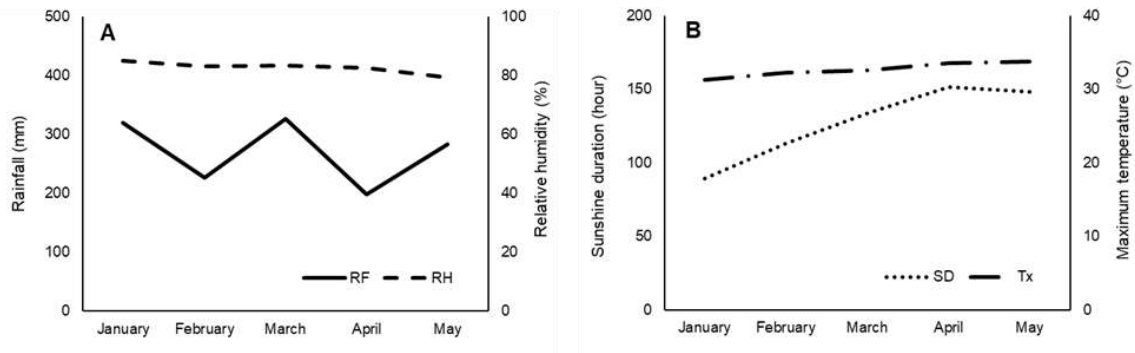 A
Rainfall (mm)
500
400
300
200
100
0
Relative humidity (%)
100
80
60
40
20
0
RF
RH
January
February
March
April
May
B
Sunshine duration (hour)
200
150
100
50
0
Maximum temperature (°C)
40
30
20
10
0
SD
Tx
January
February
March
April
May